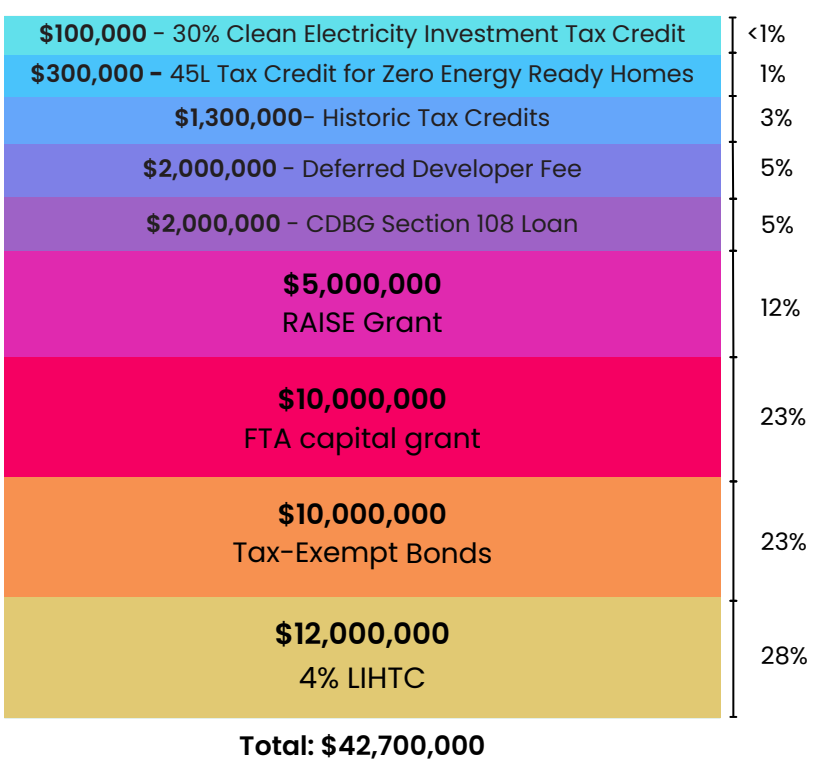 $100,000 - 30% Clean Electricity Investment Tax Credit <1%
$300,000 - 45L Tax Credit for Zero Energy Ready Homes 1%
$1,300,000- Historic Tax Credits 3%
$2,000,000 - Deferred Developer Fee 5%
$2,000,000 - CDBG Section 108 Loan 5%
$5,000,000
RAISE Grant
12%
$10,000,000
FTA capital grant
23%
$10,000,000
Tax-Exempt Bonds
23%
$12,000,000
4% LIHTC
28%
Total: $42,700,000